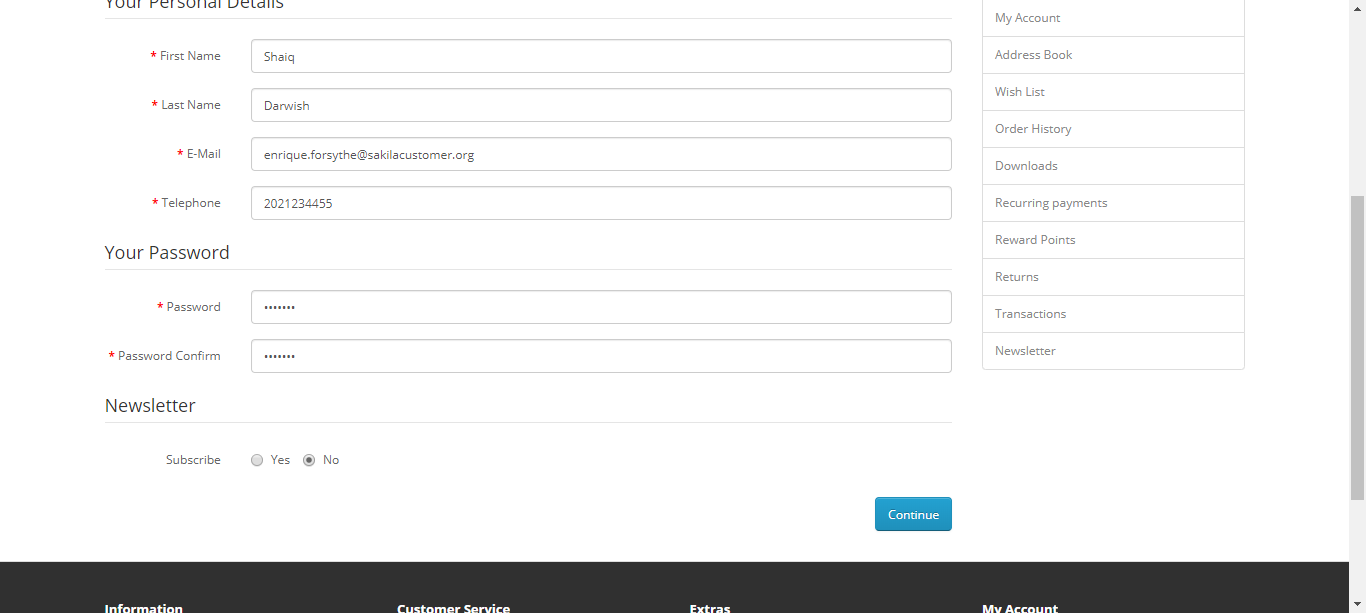 Your Personal Details
* First Name Shaiq
* Last Name Darwish
* E-Mail enrique.forsythe@sakilacustomer.org
* Telephone 2021234455
Your Password
* Password •••••••
* Password Confirm •••••••
Newsletter
Subscribe Yes No
Continue
My Account
Address Book
Wish List
Order History
Downloads
Recurring payments
Reward Points
Returns
Transactions
Newsletter
Information Customer Service Extras My Account